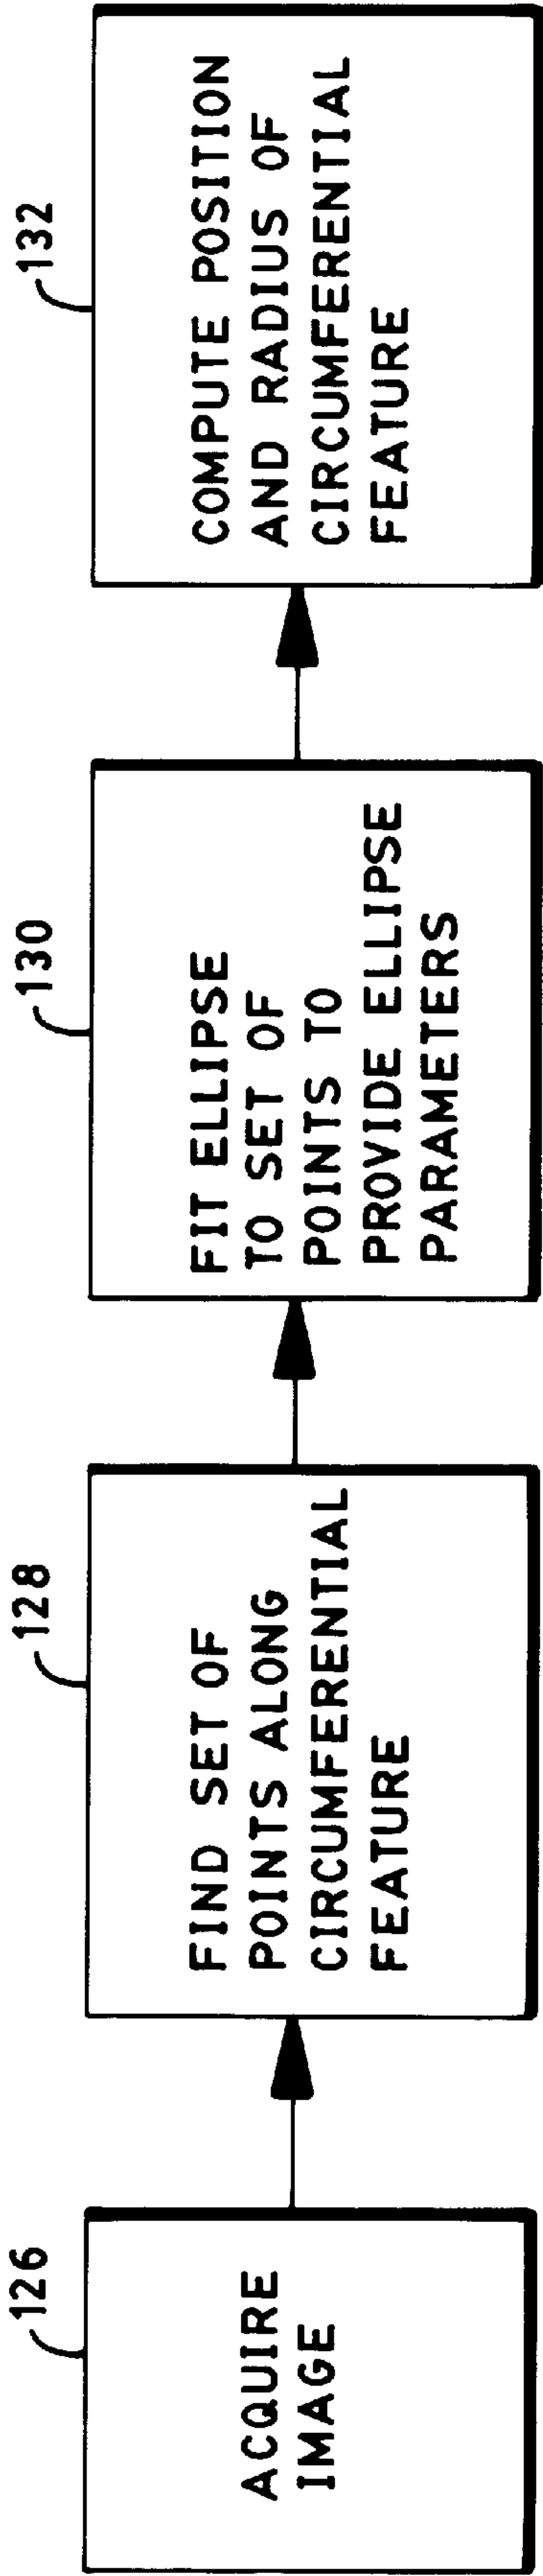 126
ACQUIRE
IMAGE
128
FIND SET OF
POINTS ALONG
CIRCUMFERENTIAL
FEATURE
130
FIT ELLIPSE
TO SET OF
POINTS TO
PROVIDE ELLIPSE
PARAMETERS
132
COMPUTE POSITION
AND RADIUS OF
CIRCUMFERENTIAL
FEATURE